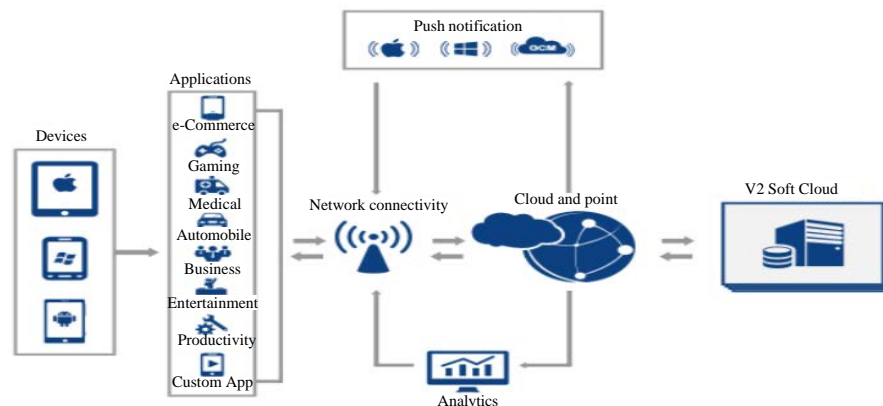 Push notification
GCM
Applications
e-Commerce
Devices
Gaming
Medical
Network connectivity
Cloud and point
V2 Soft Cloud
Automobile
Business
Entertainment
Productivity
Custom App
Analytics